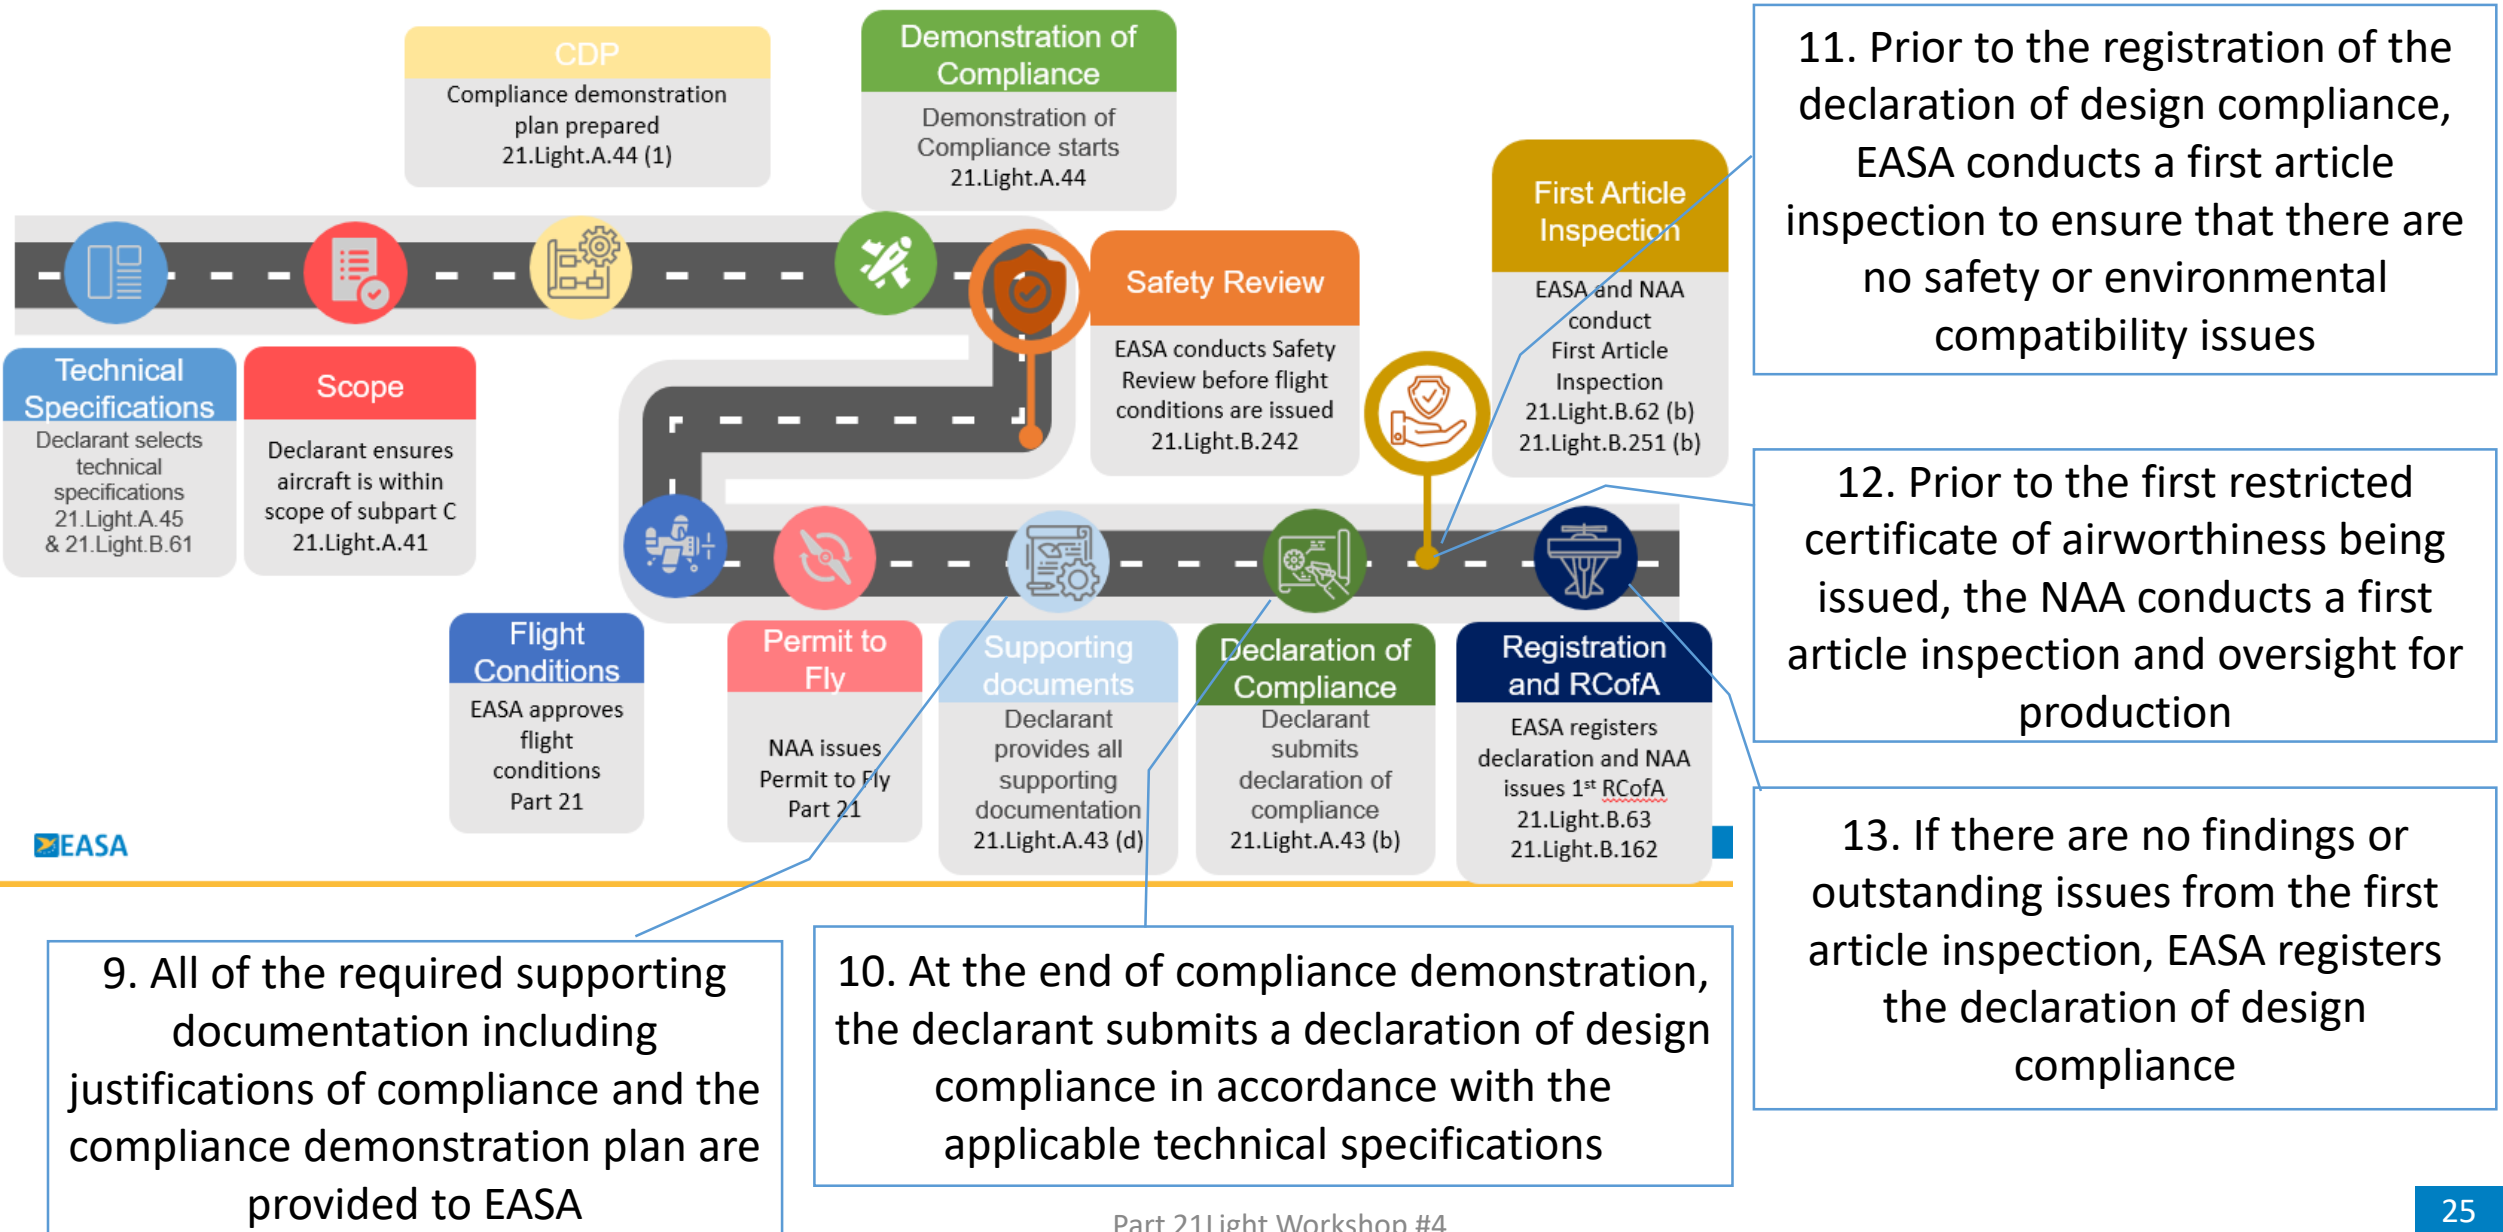 CDP
Compliance demonstration
plan prepared
21.Light.A.44 (1)
Demonstration of
Compliance
Demonstration of
Compliance starts
21.Light.A.44
Technical
Specifications
Declarant selects
technical
specifications
21.Light.A.45
& 21.Light.B.61
Scope
Declarant ensures
aircraft is within
scope of subpart C
21.Light.A.41
Safety Review
EASA conducts Safety
Review before flight
conditions are issued
21.Light.B.242
First Article
Inspection
EASA and NAA
conduct
First Article
Inspection
21.Light.B.62 (b)
21.Light.B.251 (b)
Flight
Conditions
EASA approves
flight
conditions
Part 21
Permit to
Fly
NAA issues
Permit to Fly
Part 21
Supporting
documents
Declarant
provides all
supporting
documentation
21.Light.A.43 (d)
Declaration of
Compliance
Declarant
submits
declaration of
compliance
21.Light.A.43 (b)
Registration
and RCofA
EASA registers
declaration and NAA
issues 1st RCofA
21.Light.B.63
21.Light.B.162
EASA
9. All of the required supporting
documentation including
justifications of compliance and the
compliance demonstration plan are
provided to EASA
10. At the end of compliance demonstration,
the declarant submits a declaration of design
compliance in accordance with the
applicable technical specifications
11. Prior to the registration of the
declaration of design compliance,
EASA conducts a first article
inspection to ensure that there are
no safety or environmental
compatibility issues
12. Prior to the first restricted
certificate of airworthiness being
issued, the NAA conducts a first
article inspection and oversight for
production
13. If there are no findings or
outstanding issues from the first
article inspection, EASA registers
the declaration of design
compliance
Part 21Light Workshop #4
25